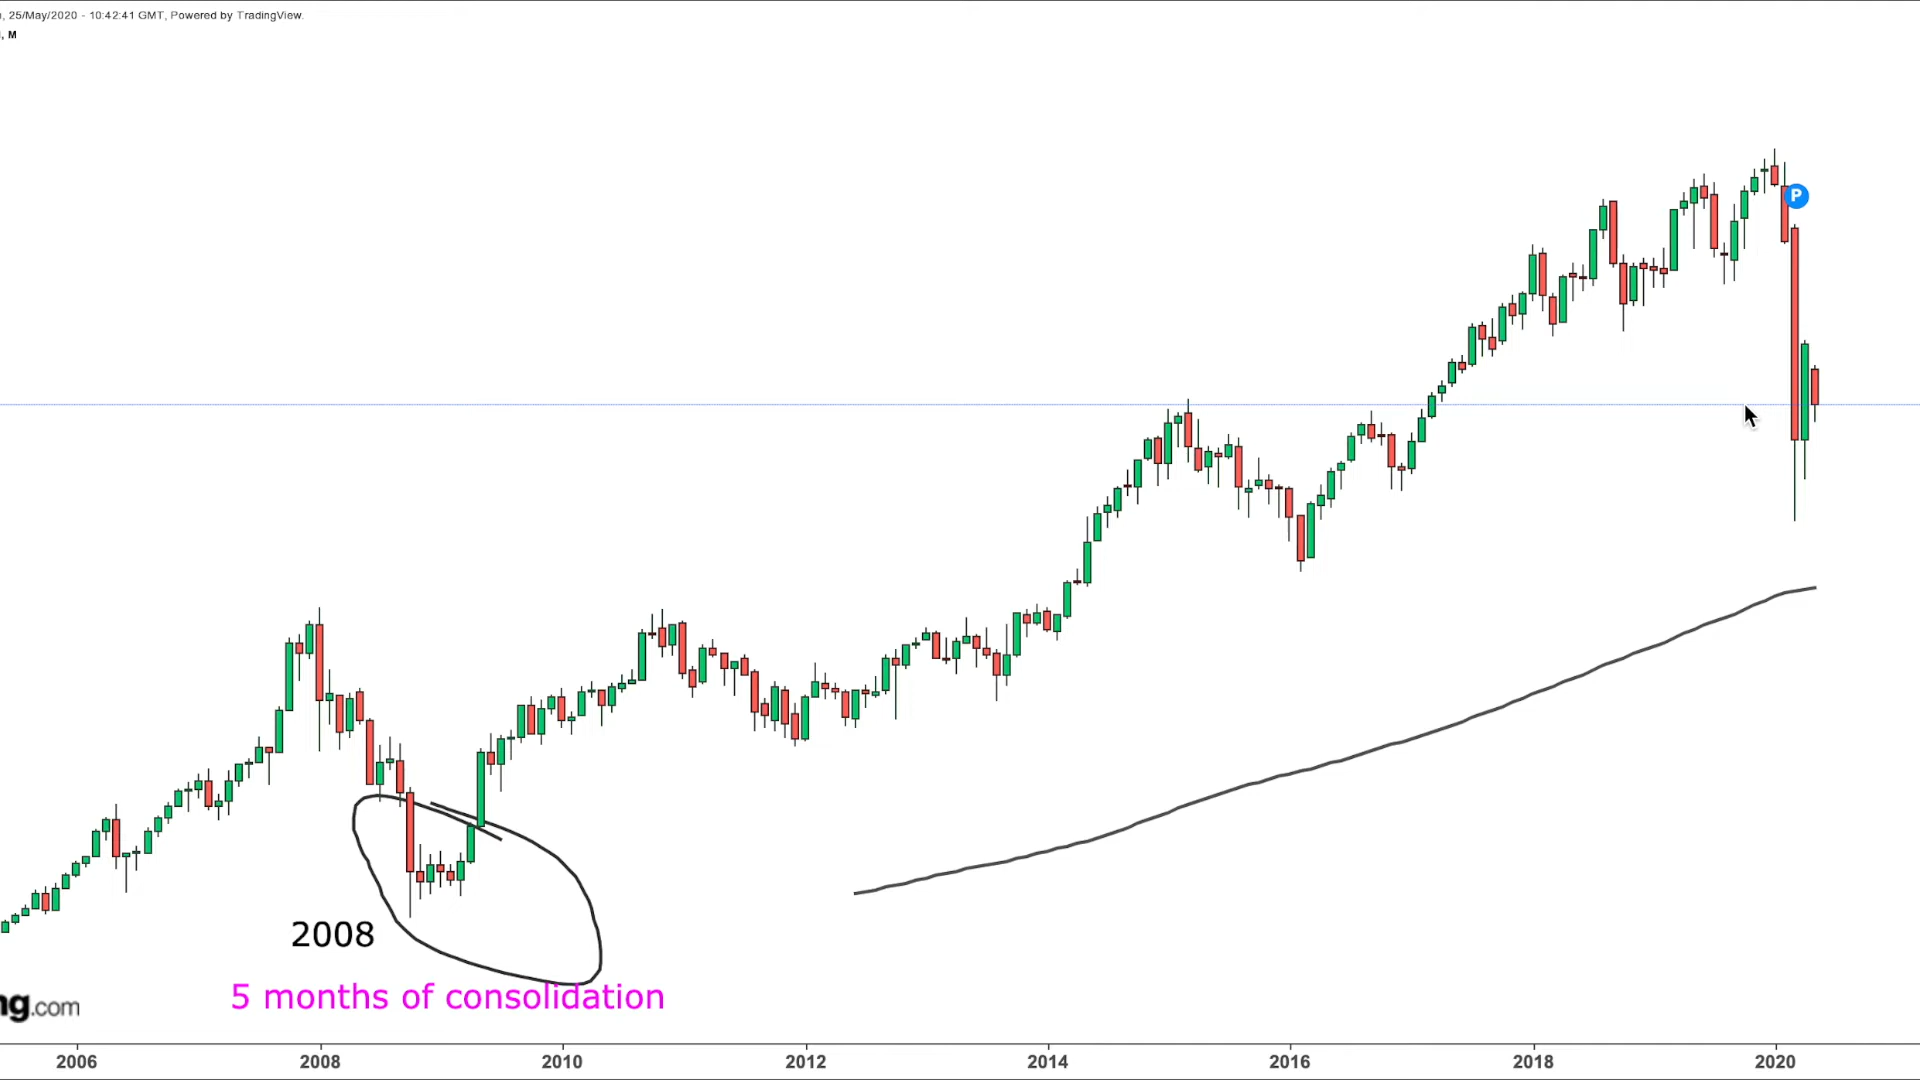 , 25/May/2020 - 10:42:41 GMT, Powered by TradingView.
, M
P
2008
5 months of consolidation
ng.com
2006 2008 2010 2012 2014 2016 2018 2020